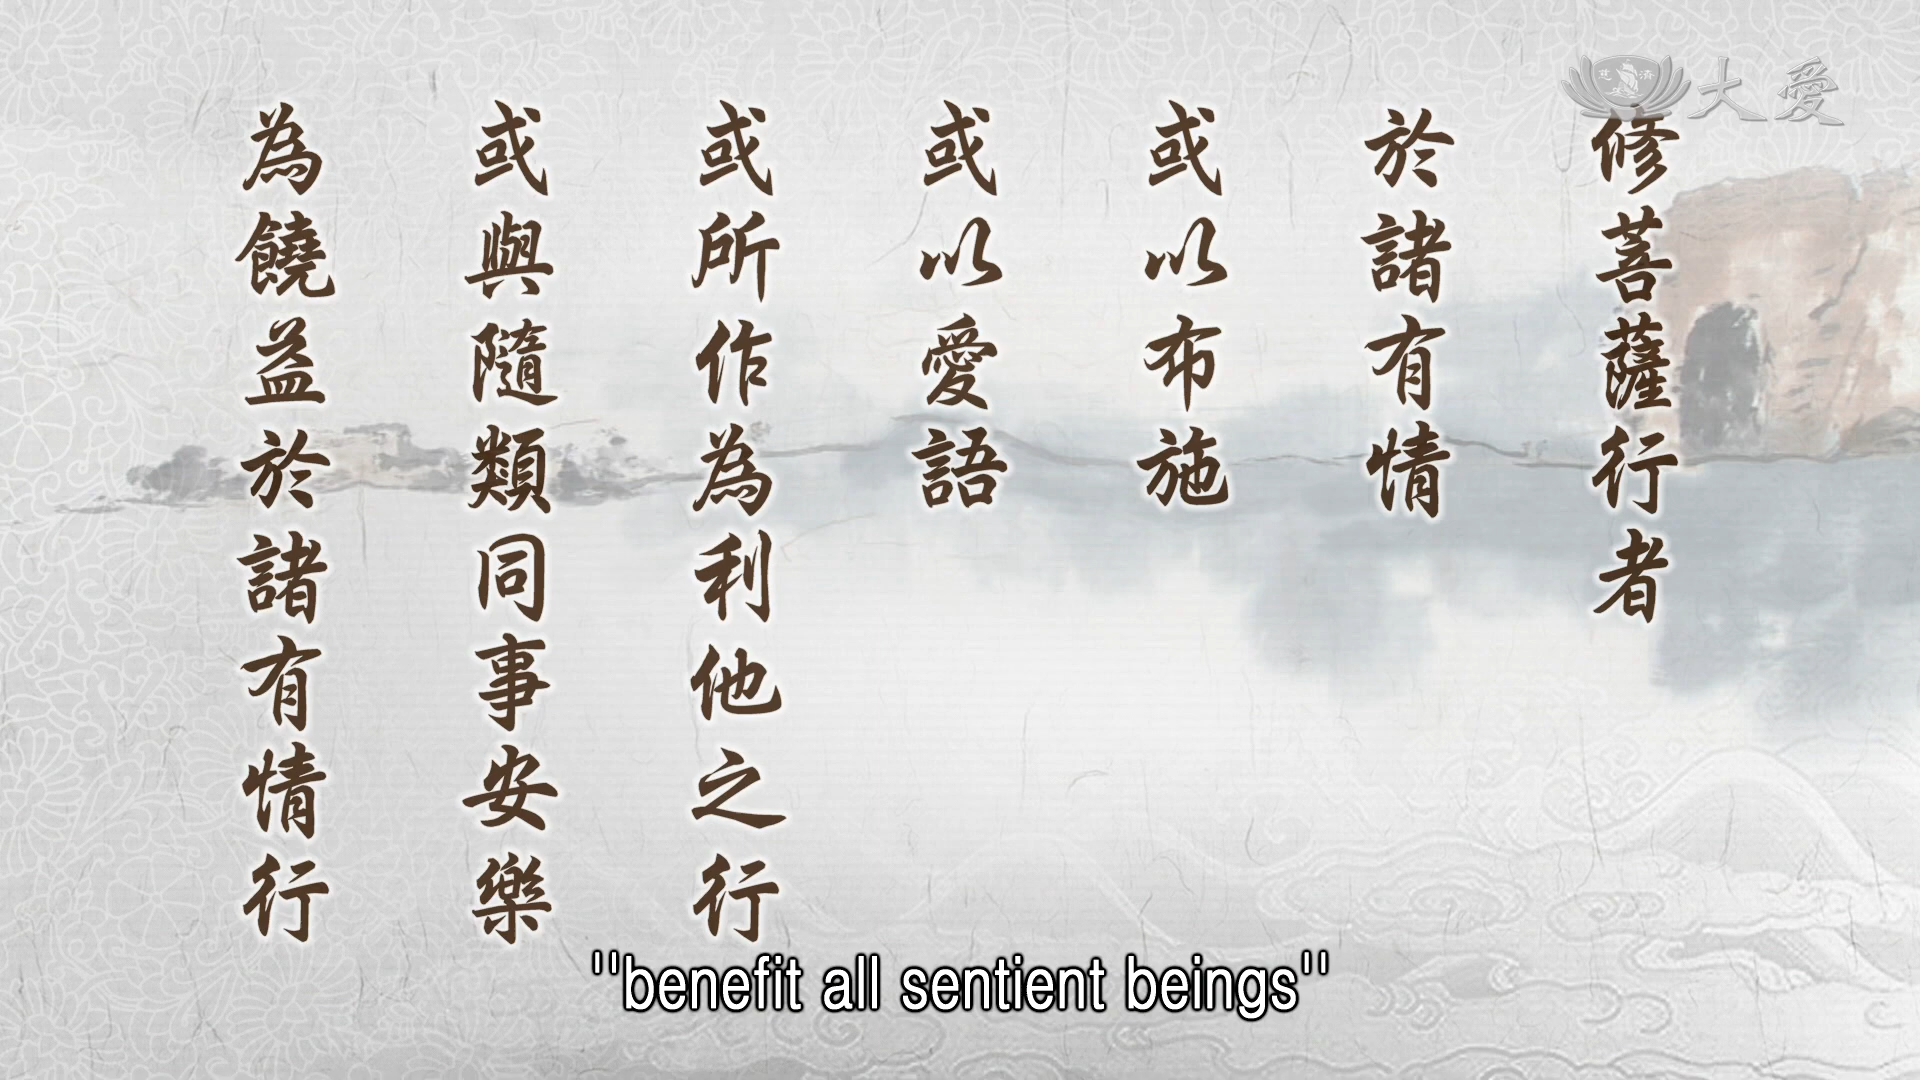 大愛
慈 濟
修菩薩行者
於諸有情
或以布施
或以愛語
或所作為利他之行
或與隨類同事安樂
為饒益於諸有情行
"benefit all sentient beings"